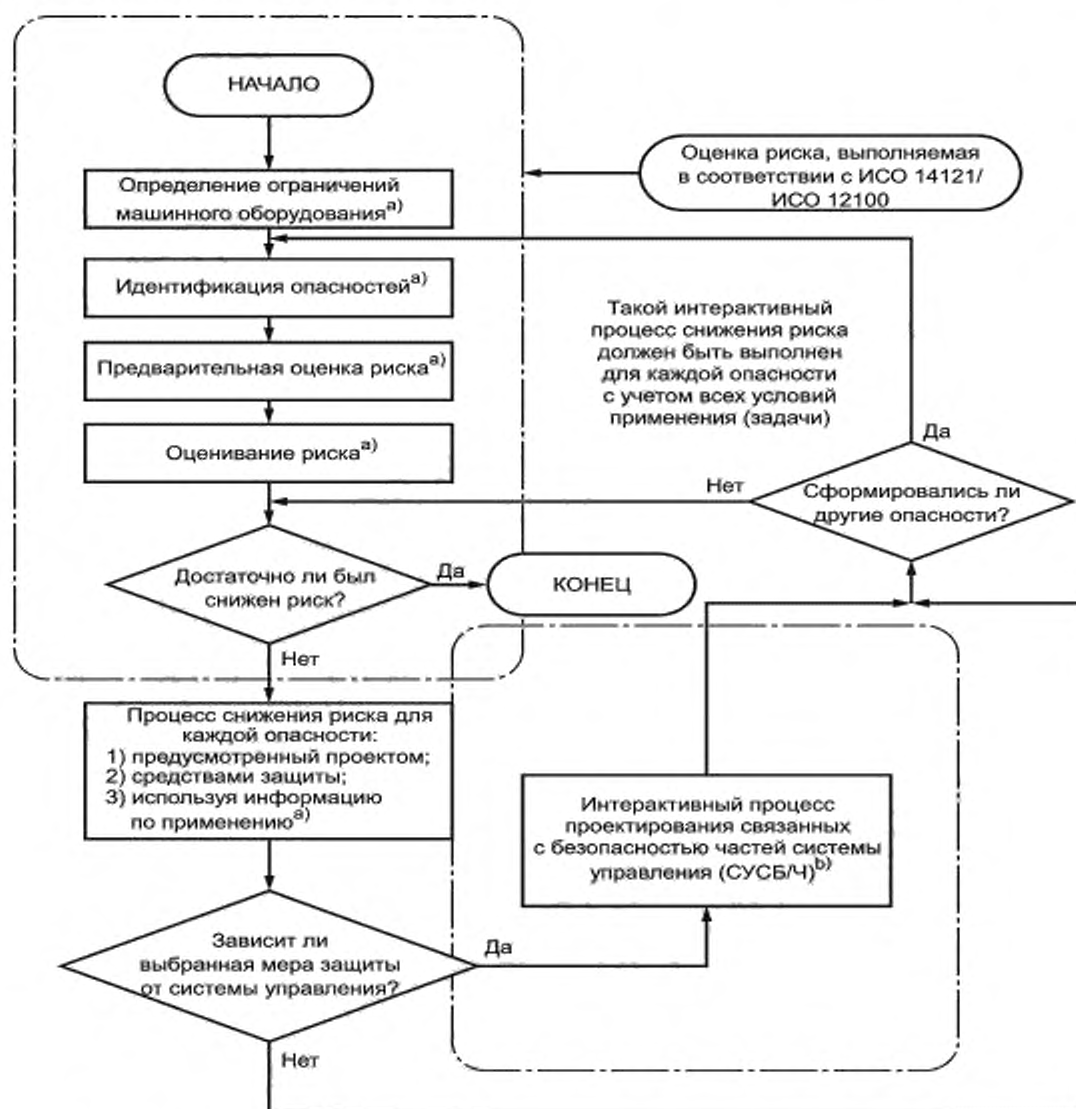 НАЧАЛО
Оценка риска, выполняемая
в соответствии с ИСО 14121/
ИСО 12100
Определение ограничений
машинного оборудования a)
Идентификация опасностей a)
Такой интерактивный
процесс снижения риска
должен быть выполнен
для каждой опасности
с учетом всех условий
применения (задачи)
Предварительная оценка риска a)
Оценивание риска a)
Да
Нет
Сформировались ли
другие опасности?
Достаточно ли был
снижен риск?
Да
КОНЕЦ
Нет
Процесс снижения риска для
каждой опасности:
1) предусмотренный проектом;
2) средствами защиты;
3) используя информацию
по применению a)
Интерактивный процесс
проектирования связанных
с безопасностью частей системы
управления (СУСБ/Ч) b)
Зависит ли
выбранная мера защиты
от системы управления?
Да
Нет